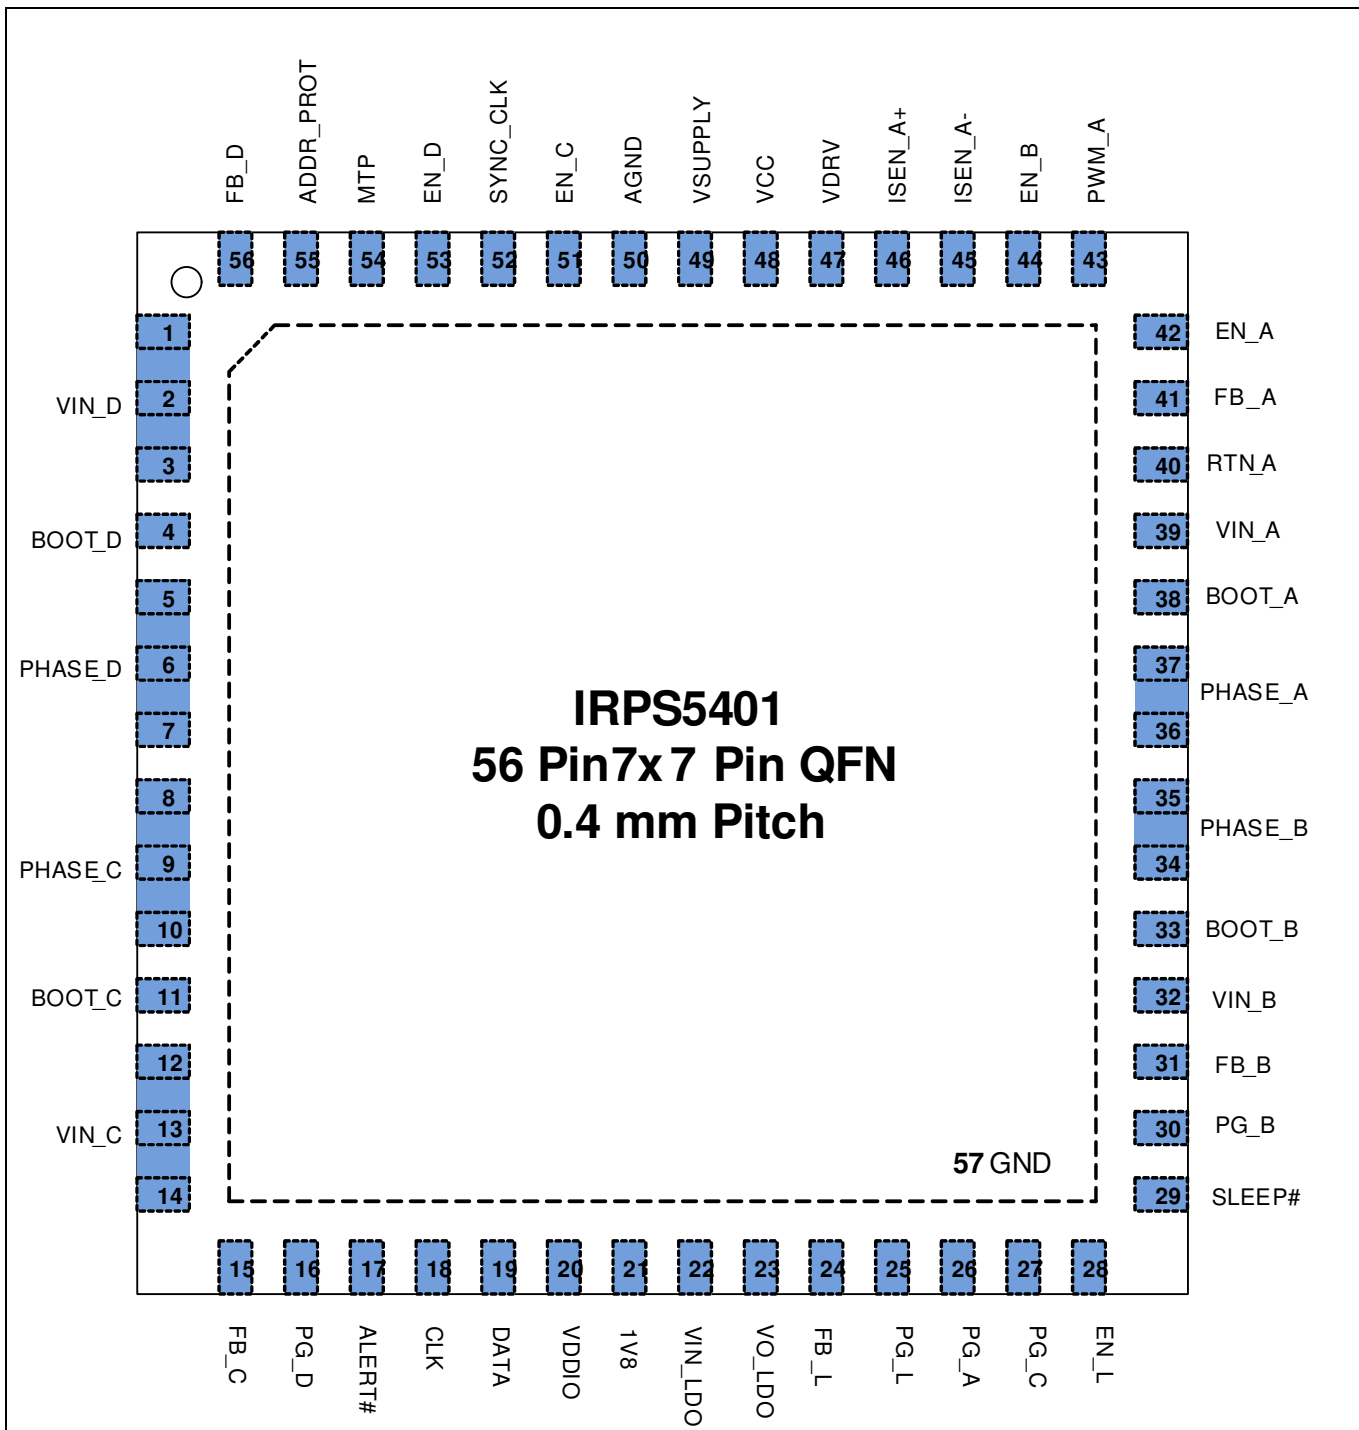 FB_D
ADDR_PROT
MTP
EN_D
SYNC_CLK
EN_C
AGND
VSUPPLY
VCC
VDRV
ISEN_A+
ISEN_A-
EN_B
PWM_A
56 55 54 53 52 51 50 49 48 47 46 45 44 43
1
2
3
4
5
6
7
8
9
10
11
12
13
14
VIN_D
BOOT_D
PHASE_D
PHASE_C
BOOT_C
VIN_C
IRPS5401
56 Pin7x7 Pin QFN
0.4 mm Pitch
57 GND
42 EN_A
41 FB_A
40 RTN_A
39 VIN_A
38 BOOT_A
37
PHASE_A
36
35
PHASE_B
34
33 BOOT_B
32 VIN_B
31 FB_B
30 PG_B
29 SLEEP#
15 16 17 18 19 20 21 22 23 24 25 26 27 28
FB_C
PG_D
ALERT#
CLK
DATA
VDDIO
1V8
VIN_LDO
VO_LDO
FB_L
PG_L
PG_A
PG_C
EN_L